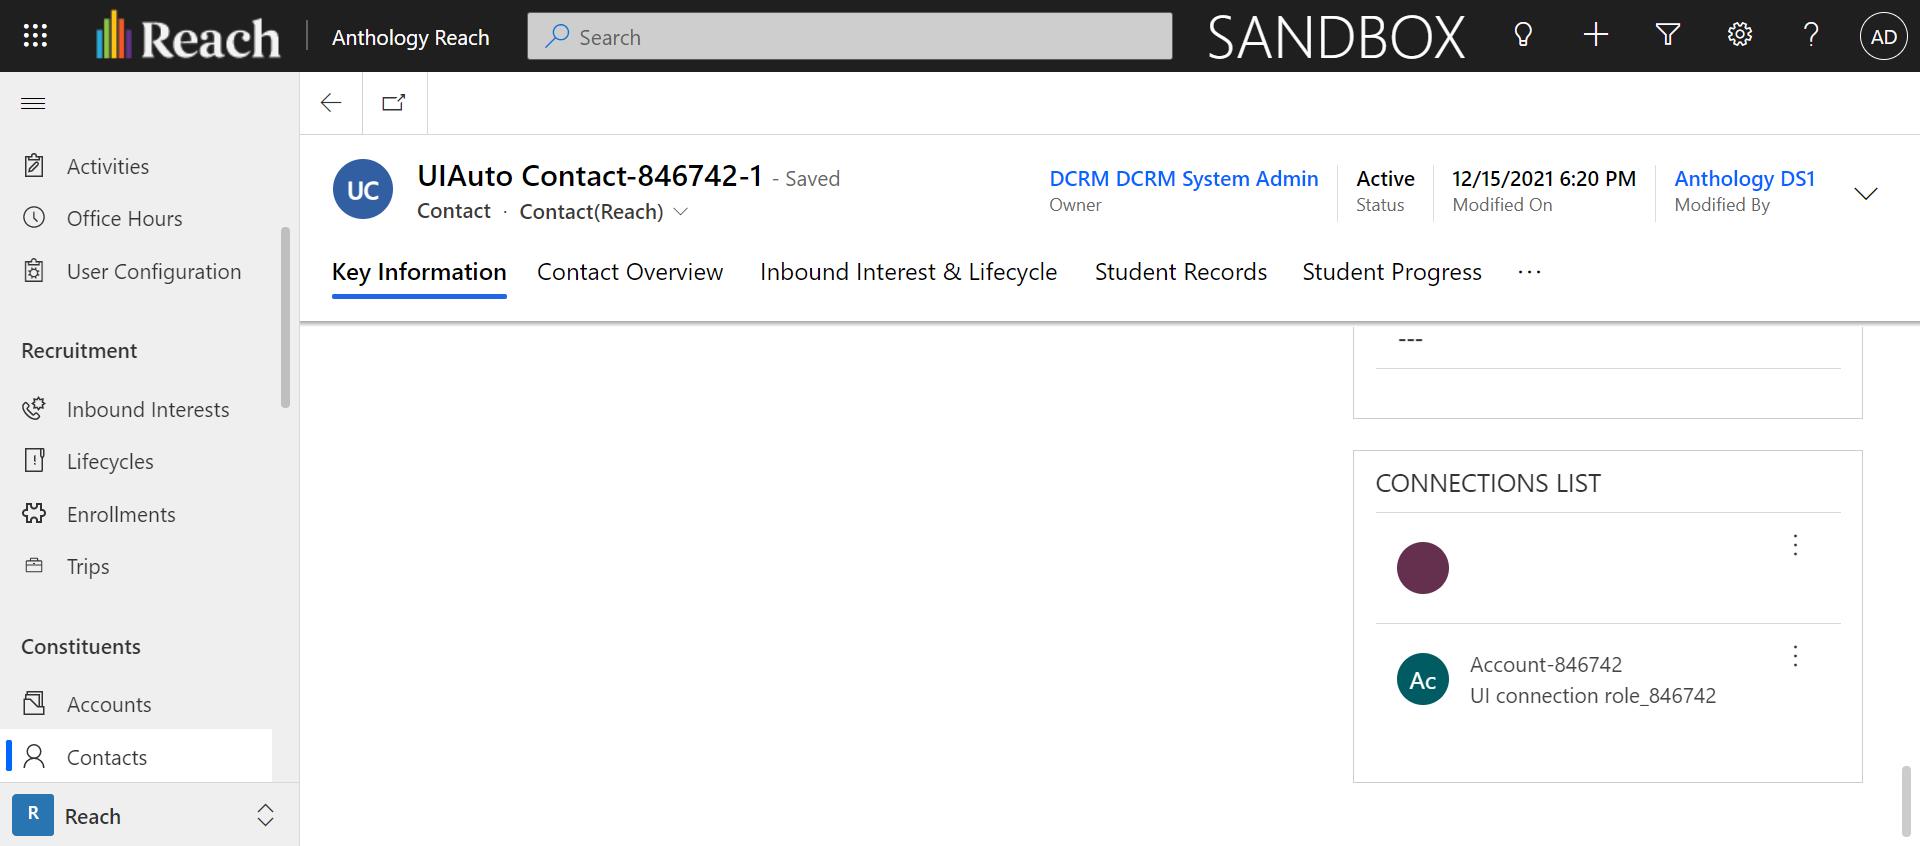 Reach
Anthology Reach
Search
SANDBOX
AD
Activities
Office Hours
User Configuration
Recruitment
Inbound Interests
Lifecycles
Enrollments
Trips
Constituents
Accounts
Contacts
R
Reach
UC
UIAuto Contact-846742-1 - Saved
Contact · Contact(Reach)
DCRM DCRM System Admin
Owner
Active
Status
12/15/2021 6:20 PM
Modified On
Anthology DS1
Modified By
Key Information
Contact Overview
Inbound Interest & Lifecycle
Student Records
Student Progress
...
---
CONNECTIONS LIST
Ac
Account-846742
UI connection role_846742